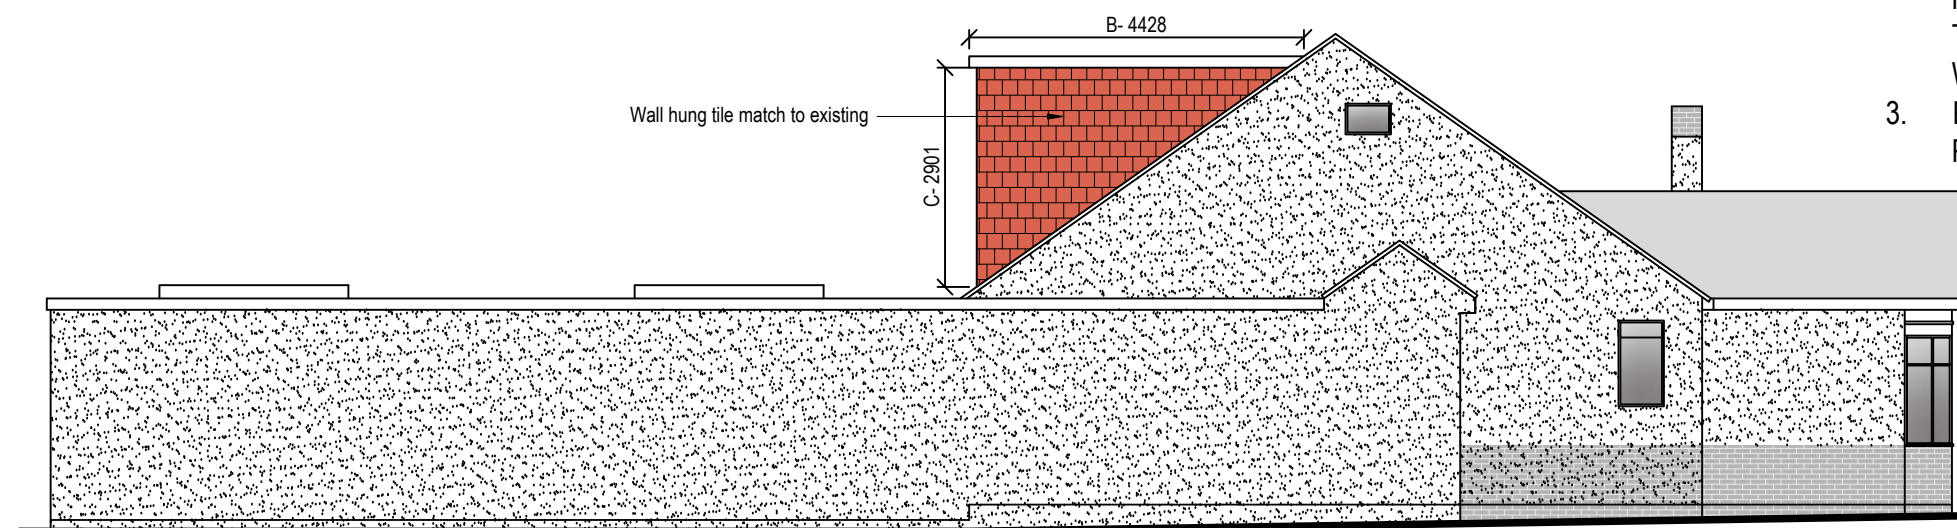 B- 4428
Wall hung tile match to existing
C- 2901
3.